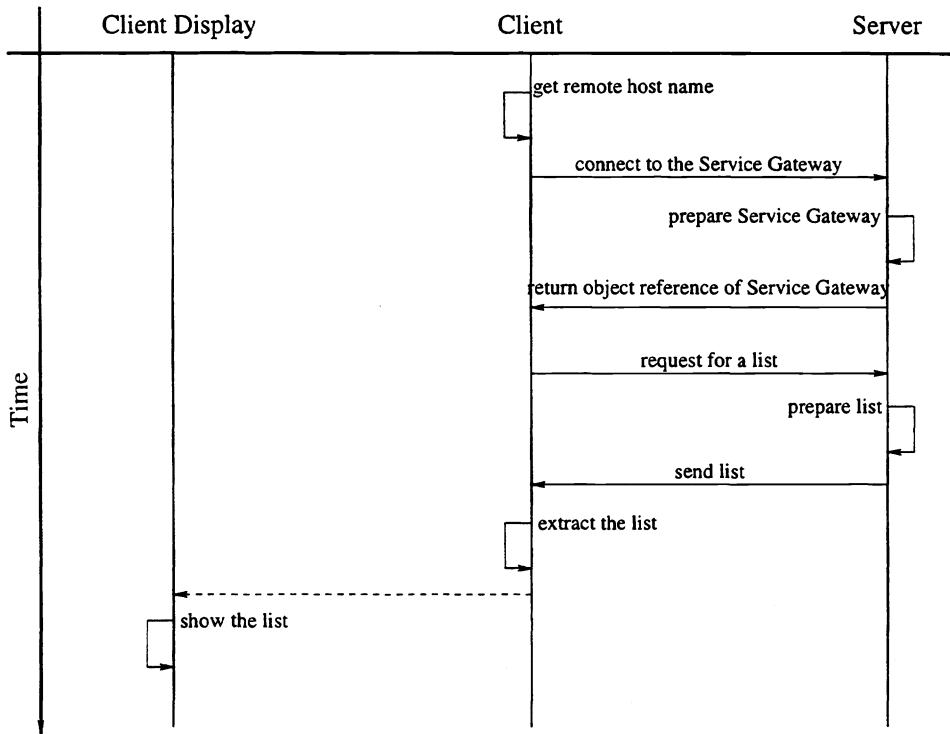 Client Display
Client
Server
get remote host name
connect to the Service Gateway
prepare Service Gateway
return object reference of Service Gateway
request for a list
Time
prepare list
send list
extract the list
show the list